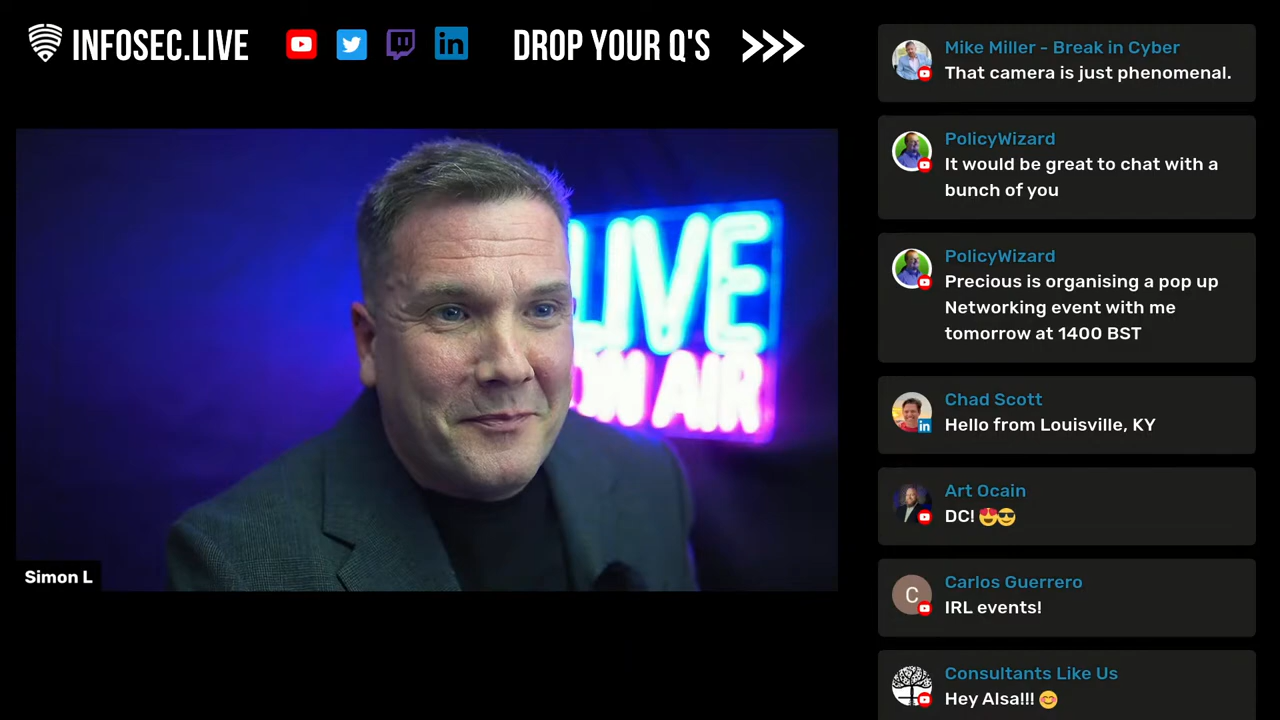 INFOSEC.LIVE
DROP YOUR Q'S >>>
LIVE
ON AIR
Simon L
Mike Miller - Break in Cyber
That camera is just phenomenal.
PolicyWizard
It would be great to chat with a
bunch of you
PolicyWizard
Precious is organising a pop up
Networking event with me
tomorrow at 1400 BST
Chad Scott
Hello from Louisville, KY
Art Ocain
DC! 😍😎
C
Carlos Guerrero
IRL events!
Consultants Like Us
Hey Alsa!!! 😊